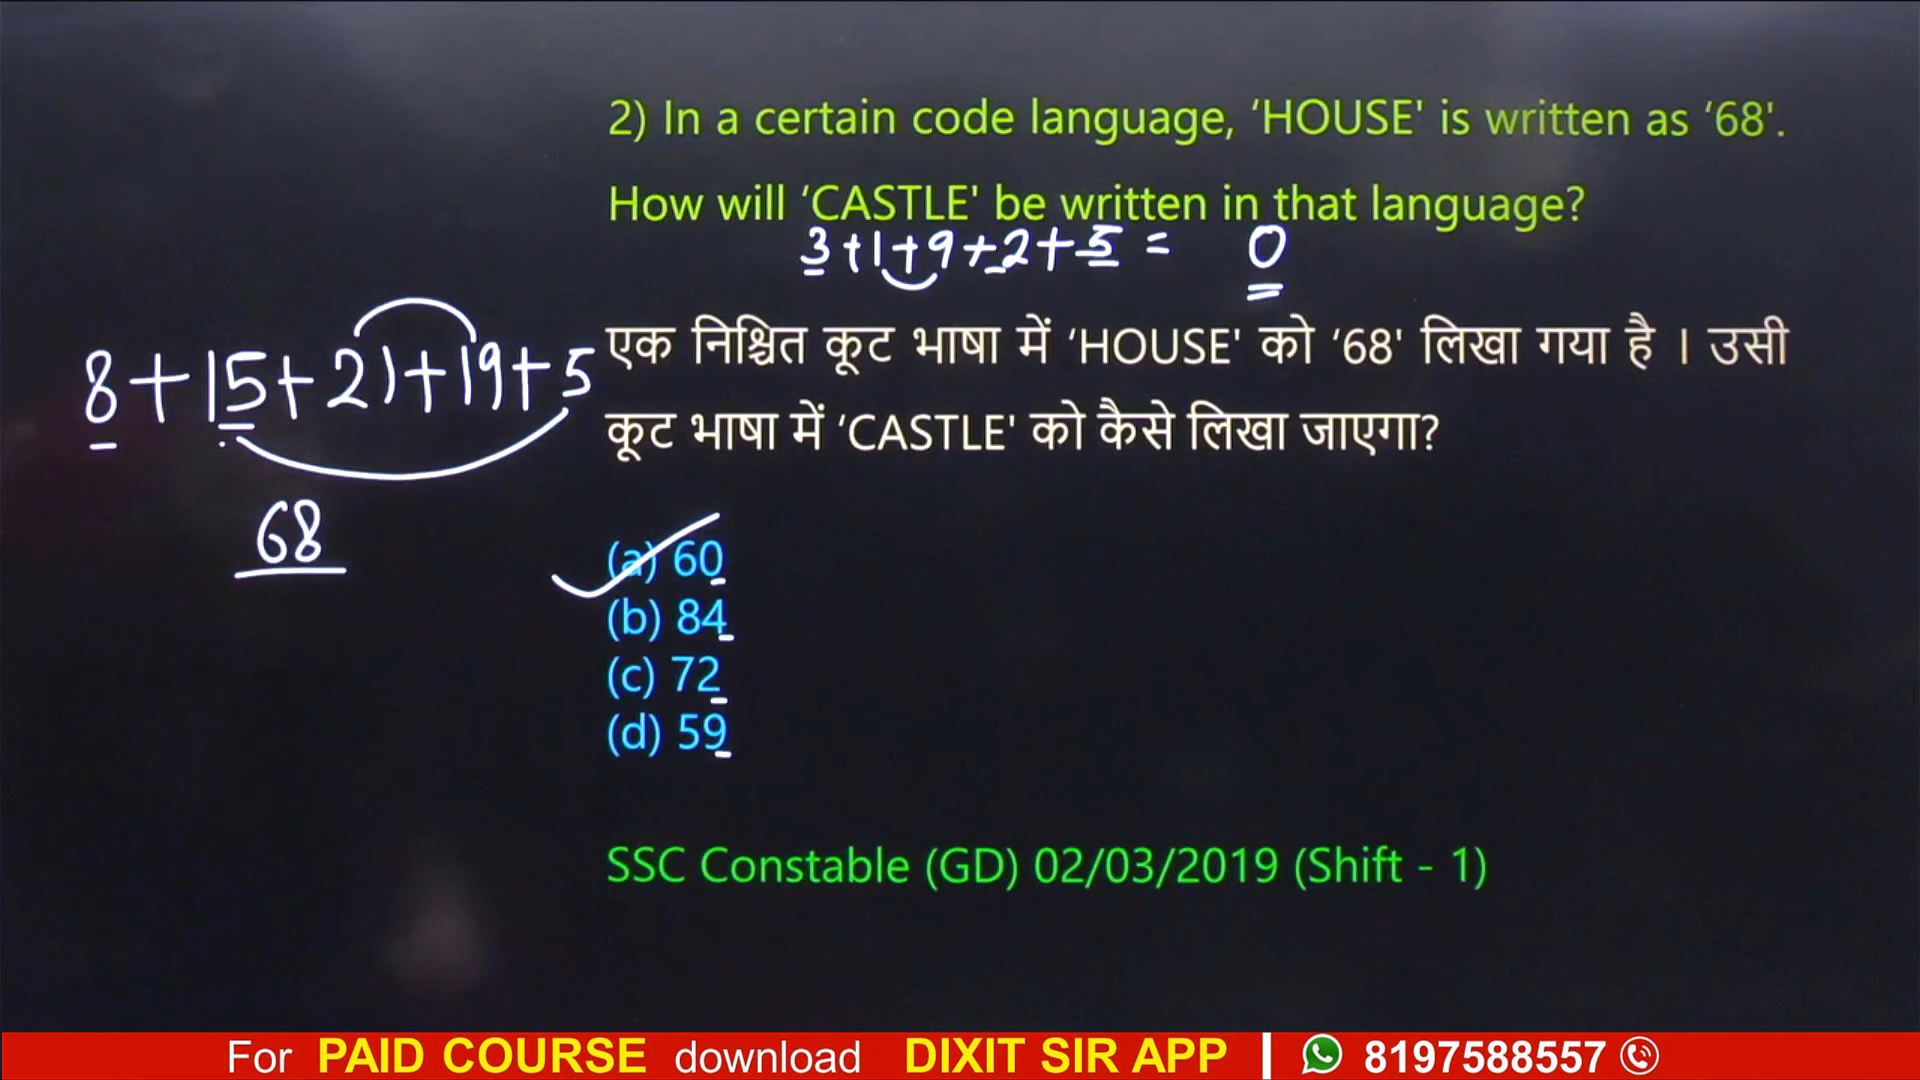 2) In a certain code language, ‘HOUSE' is written as ‘68'.
How will ‘CASTLE' be written in that language?
3+1+9+2+5 = 0
एक निश्चित कूट भाषा में ‘HOUSE' को ‘68' लिखा गया है । उसी
कूट भाषा में ‘CASTLE' को कैसे लिखा जाएगा?
8+15+21+19+5
68
(a) 60
(b) 84
(c) 72
(d) 59
SSC Constable (GD) 02/03/2019 (Shift - 1)
For PAID COURSE download DIXIT SIR APP | 8197588557